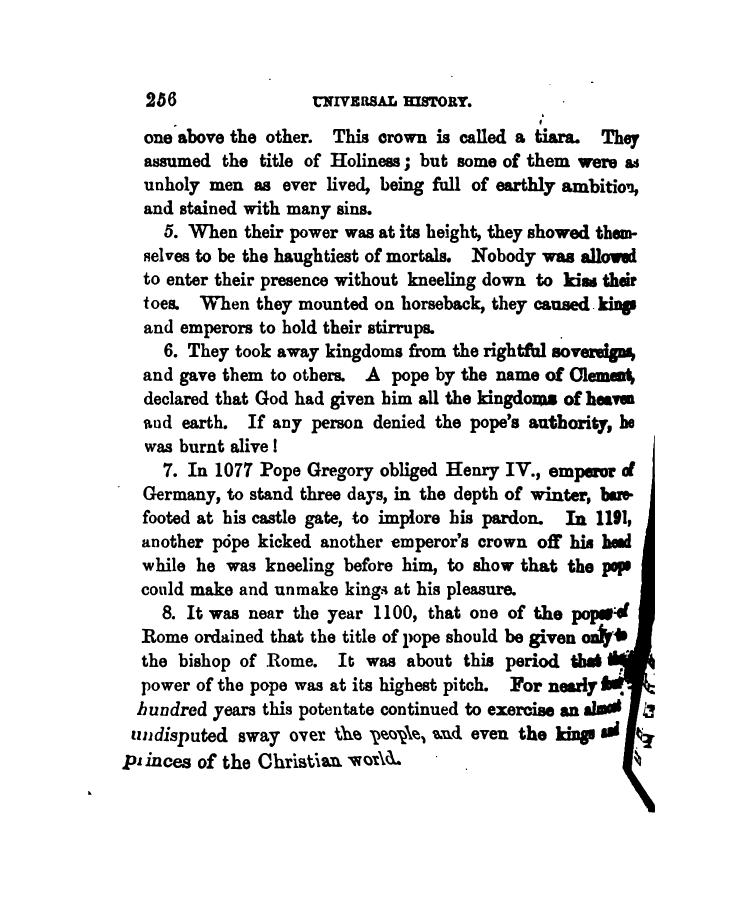 256 UNIVERSAL HISTORY.
one above the other. This crown is called a tiara. They
assumed the title of Holiness; but some of them were as
unholy men as ever lived, being full of earthly ambition,
and stained with many sins.
5. When their power was at its height, they showed them-
selves to be the haughtiest of mortals. Nobody was allowed
to enter their presence without kneeling down to kiss their
toes. When they mounted on horseback, they caused kings
and emperors to hold their stirrups.
6. They took away kingdoms from the rightful sovereigns,
and gave them to others. A pope by the name of Clement,
declared that God had given him all the kingdoms of heaven
and earth. If any person denied the pope's authority, he
was burnt alive!
7. In 1077 Pope Gregory obliged Henry IV., emperor of
Germany, to stand three days, in the depth of winter, bare-
footed at his castle gate, to implore his pardon. In 1191,
another pope kicked another emperor's crown off his head
while he was kneeling before him, to show that the pope
could make and unmake kings at his pleasure.
8. It was near the year 1100, that one of the popes of
Rome ordained that the title of pope should be given only to
the bishop of Rome. It was about this period that the
power of the pope was at its highest pitch. For nearly four
hundred years this potentate continued to exercise an almost
undisputed sway over the people, and even the kings and
princes of the Christian world.